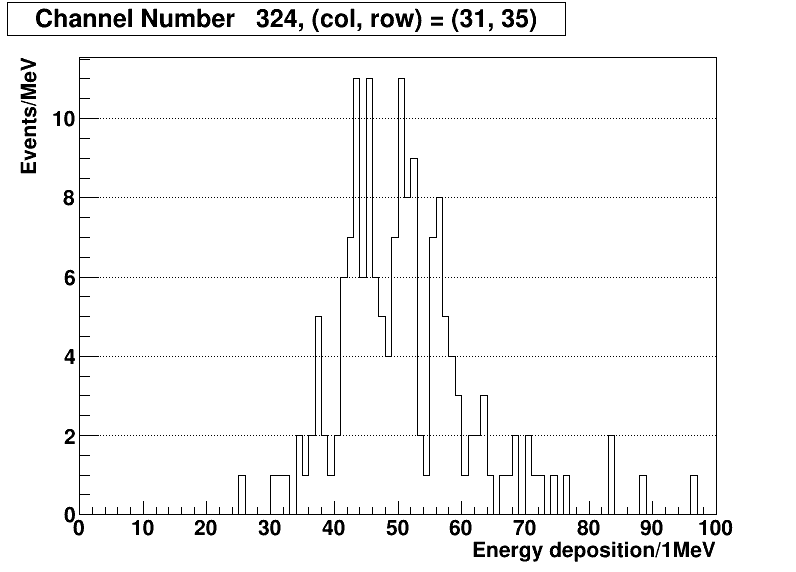 Channel Number 324, (col, row) = (31, 35)
Events/MeV
10
8
6
4
2
0
0 10 20 30 40 50 60 70 80 90 100
Energy deposition/1MeV